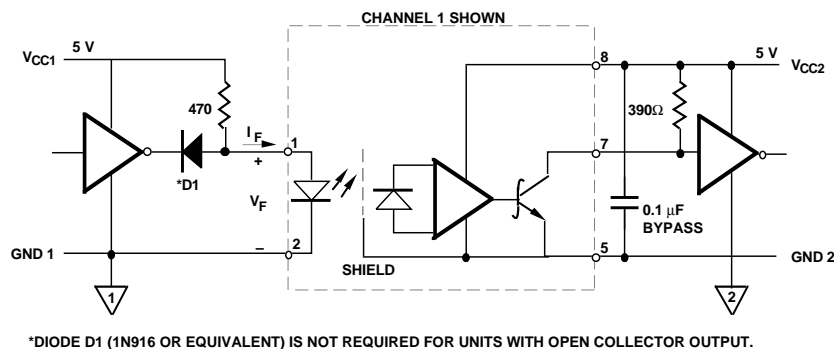 CHANNEL 1 SHOWN
VCC1
5 V
470
IF
+
1
*D1
VF
–
2
GND 1
1
SHIELD
8
5 V
VCC2
390Ω
7
0.1 μF
BYPASS
5
GND 2
2
*DIODE D1 (1N916 OR EQUIVALENT) IS NOT REQUIRED FOR UNITS WITH OPEN COLLECTOR OUTPUT.